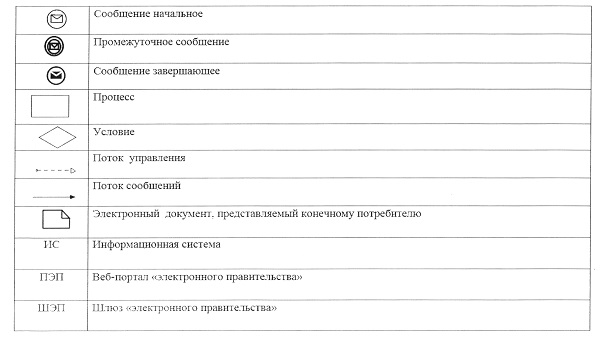 Сообщение начальное
Промежуточное сообщение
Сообщение завершающее
Процесс
Условие
Поток управления
Поток сообщений
Электронный документ, представляемый конечному потребителю
ИС Информационная система
ПЭП Веб-портал «электронного правительства»
ШЭП Шлюз «электронного правительства»